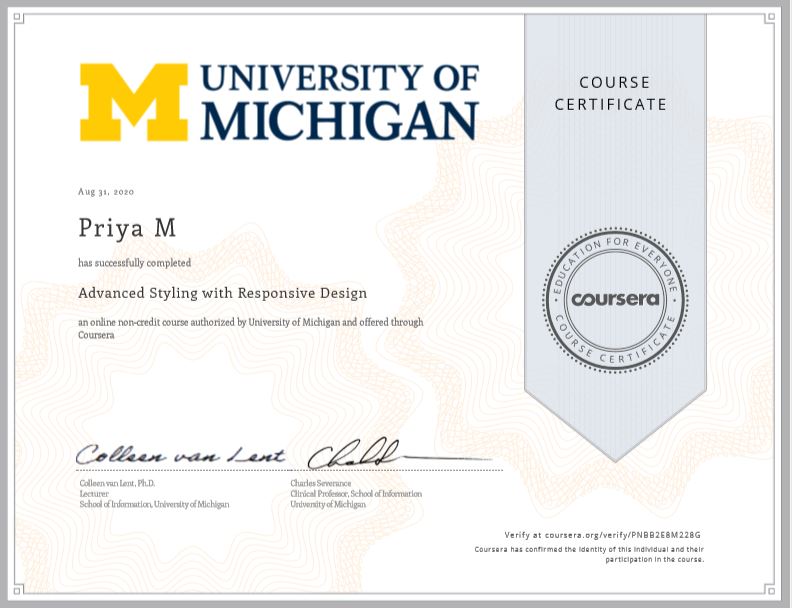 UNIVERSITY OF
MICHIGAN
COURSE
CERTIFICATE
Aug 31, 2020
Priya M
has successfully completed
Advanced Styling with Responsive Design
an online non-credit course authorized by University of Michigan and offered through
Coursera
EDUCATION FOR EVERYONE
coursera
COURSE CERTIFICATE
Colleen van Lent
Colleen van Lent, Ph.D.
Lecturer
School of Information, University of Michigan
Charles Severance
Clinical Professor, School of Information
University of Michigan
Verify at coursera.org/verify/PNBB2E8M228G
Coursera has confirmed the identity of this individual and their
participation in the course.